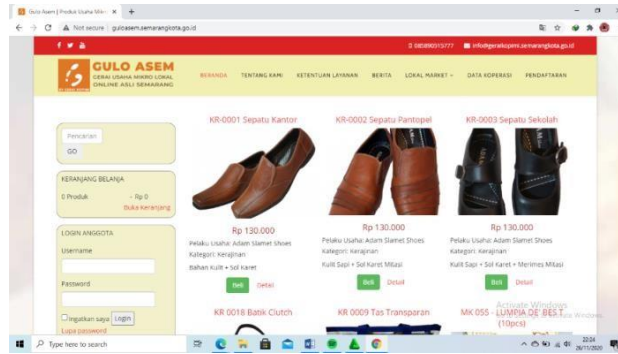 Gulo Asem | Produk Usaha Mikr
Not secure | guloasem.semarangkota.go.id
085890515777 info@geraikopimi.semarangkota.go.id
GULO ASEM
GERAI USAHA MIKRO LOKAL
ONLINE ASLI SEMARANG
BERANDA TENTANG KAMI KETENTUAN LAYANAN BERITA LOKAL MARKET DATA KOPERASI PENDAFTARAN
Pencarian
GO
KERANJANG BELANJA
0 Produk - Rp 0
Buka Keranjang
LOGIN ANGGOTA
Username
Password
Ingatkan saya Login
Lupa password
KR-0001 Sepatu Kantor
Rp 130.000
Pelaku Usaha: Adam Slamet Shoes
Kategori: Kerajinan
Bahan Kulit + Sol Karet
Beli Detail
KR-0002 Sepatu Pantopel
Rp 130.000
Pelaku Usaha: Adam Slamet Shoes
Kategori: Kerajinan
Kulit Sapi + Sol Karet Mitasi
Beli Detail
KR-0003 Sepatu Sekolah
Rp 130.000
Pelaku Usaha: Adam Slamet Shoes
Kategori: Kerajinan
Kulit Sapi + Sol Karet + Merimes Mitasi
Beli Detail
KR 0018 Batik Clutch
KR 0009 Tas Transparan
MK 055 - LUMPIA DE' BEST
(10pcs)
Activate Windows
Type here to search
22:24
26/11/2020